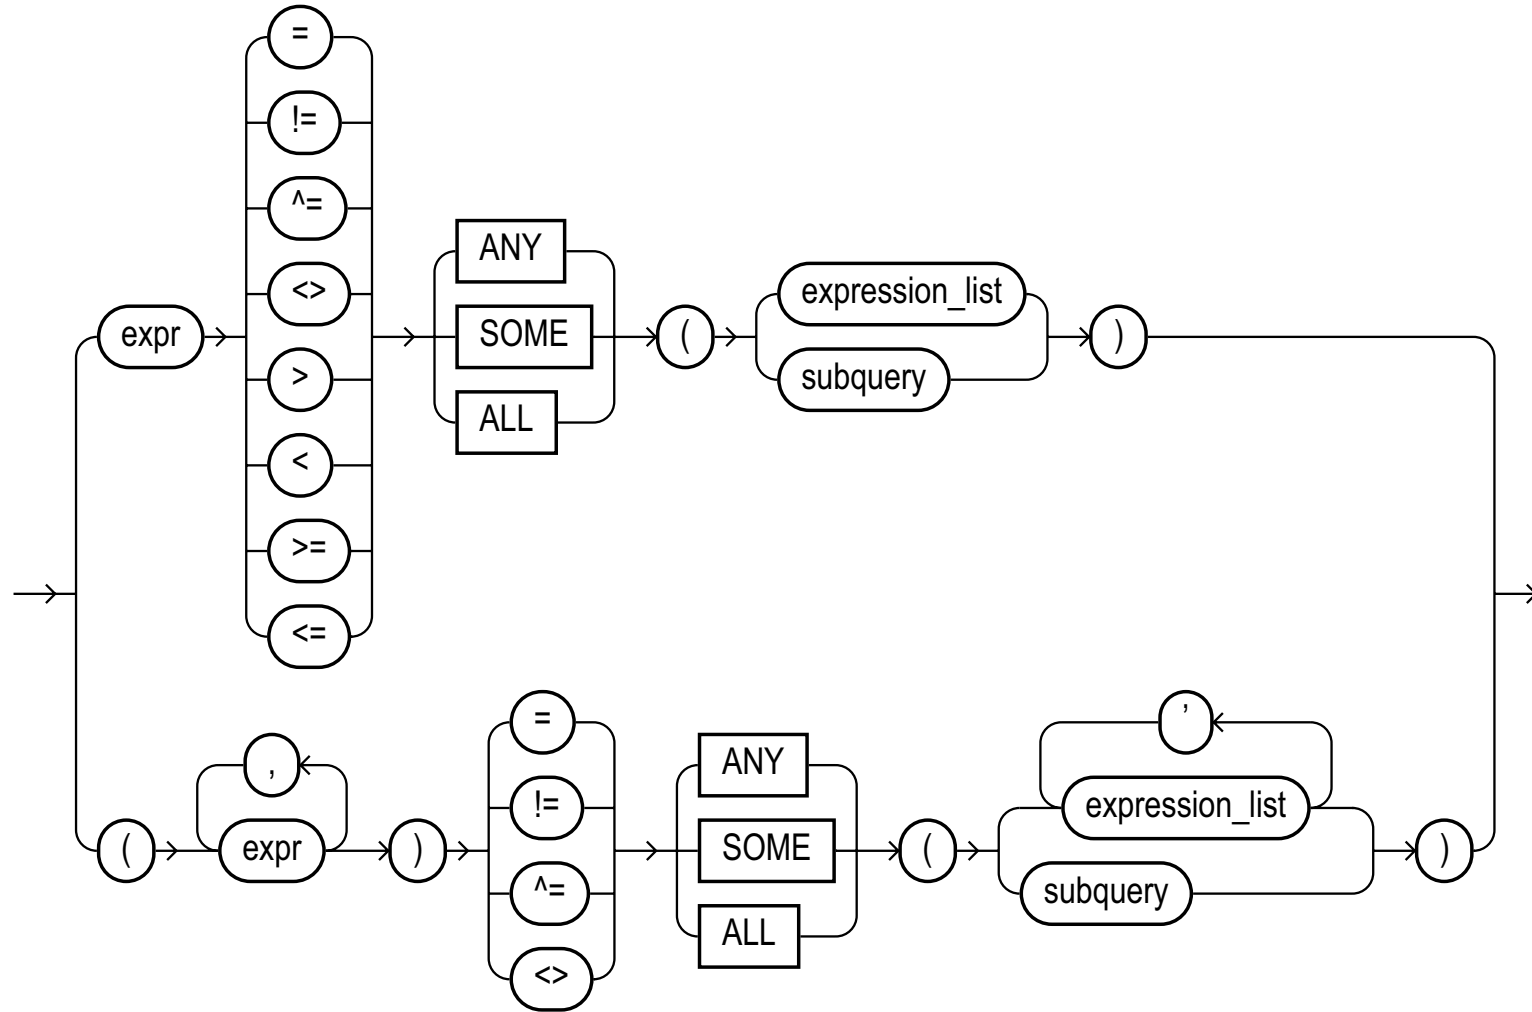 =
!=
^=
<>
>
<
>=
<=
expr
ANY
SOME
ALL
(
expression_list
subquery
)
(
,
expr
)
=
!=
^=
<>
ANY
SOME
ALL
(
,
expression_list
subquery
)